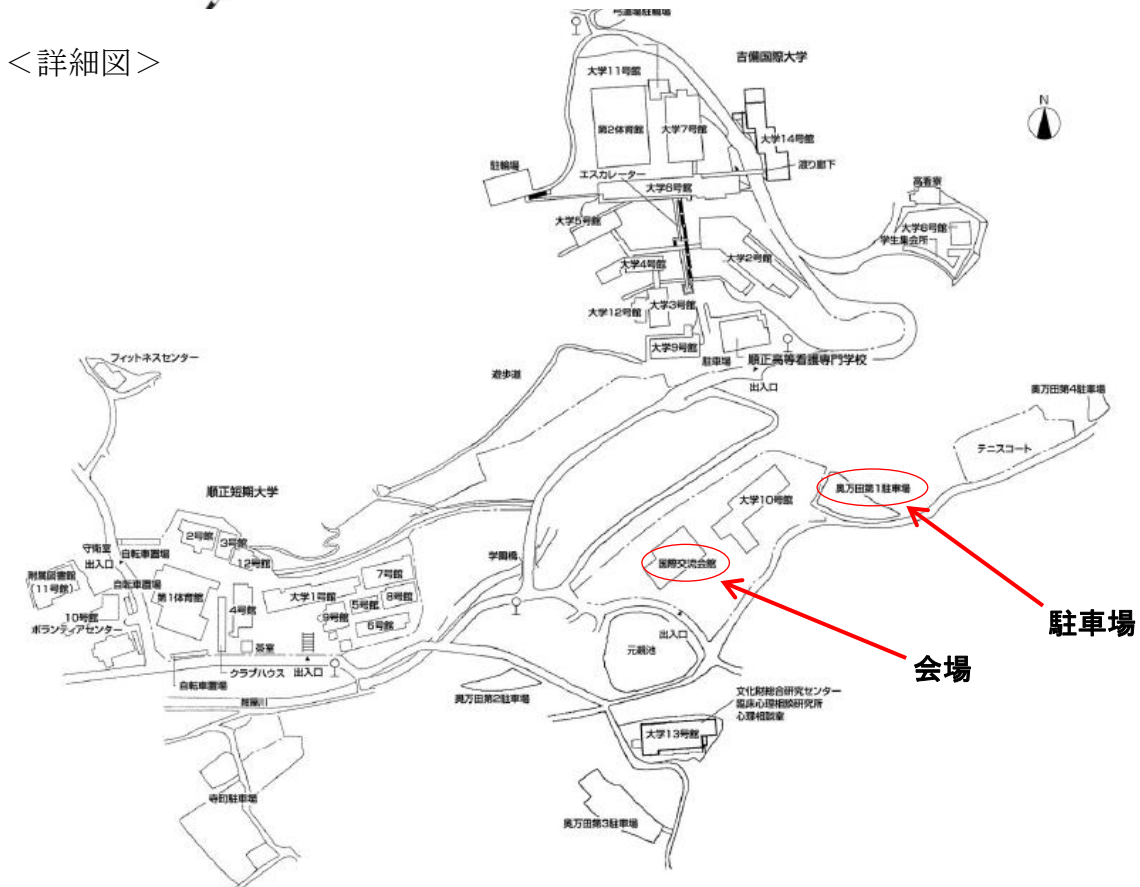 弓道場駐輪場
＜詳細図＞
吉備国際大学
大学11号館
N
第2体育館
大学7号館
大学14号館
駐輪場
渡り廊下
エスカレーター
大学6号館
高看寮
大学5号館
大学8号館
学生集会所
大学4号館
大学2号館
大学12号館
大学3号館
大学9号館
駐車場
順正高等看護専門学校
フィットネスセンター
遊歩道
出入口
奥万田第4駐車場
テニスコート
順正短期大学
奥万田第1駐車場
大学10号館
2号館
3号館
12号館
守衛室
出入口
自転車置場
学園橋
国際交流会館
附属図書館
(11号館)
自転車置場
第1体育館
4号館
大学1号館
7号館
5号館
8号館
9号館
6号館
10号館
ボランティアセンター
駐車場
茶室
出入口
元親池
会場
クラブハウス
出入口
自転車置場
奥万田第2駐車場
文化財総合研究センター
臨床心理相談研究所
心理相談室
大学13号館
寺町駐車場
奥万田第3駐車場